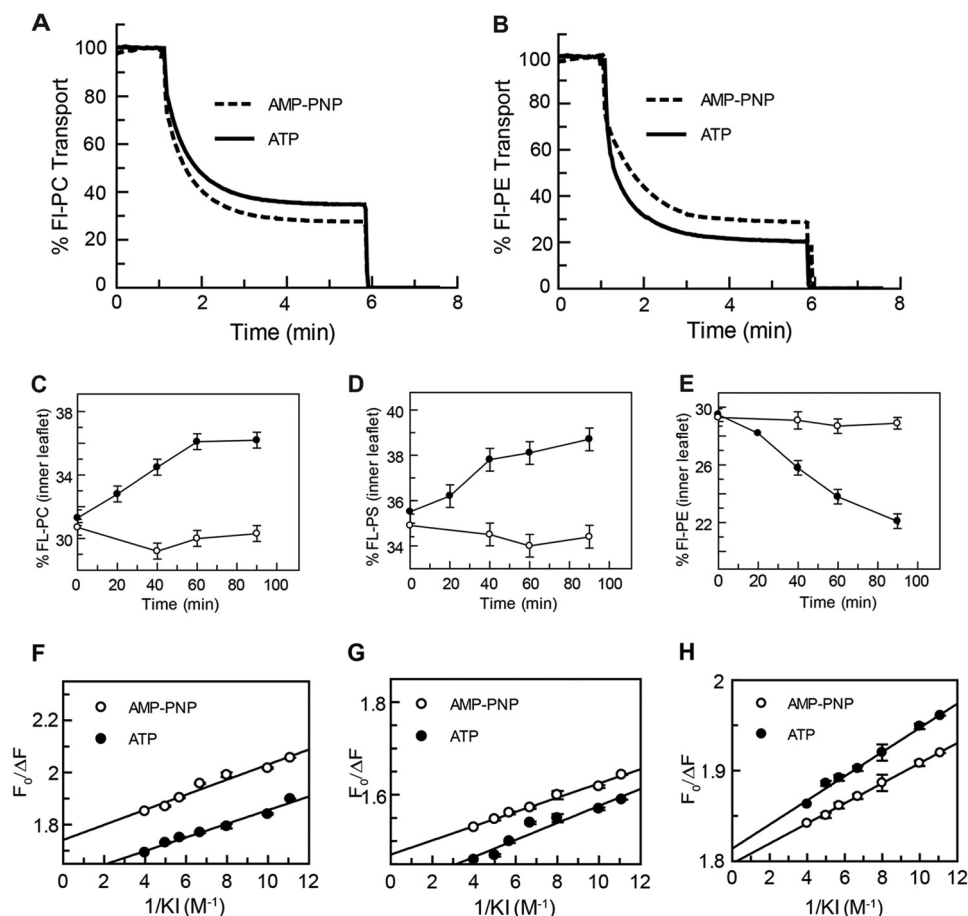 A
100
80
60
40
20
0
% Fl-PC Transport
AMP-PNP
ATP
0 2 4 6 8
Time (min)
B
100
80
60
40
20
0
% Fl-PE Transport
AMP-PNP
ATP
0 2 4 6 8
Time (min)
C
38
34
30
% FL-PC (inner leaflet)
0 20 40 60 80 100
Time (min)
D
40
38
36
34
% FL-PS (inner leaflet)
0 20 40 60 80 100
Time (min)
E
30
26
22
% Fl-PE (inner leaflet)
0 20 40 60 80 100
Time (min)
F
2.2
2
1.8
F0/ΔF
AMP-PNP
ATP
0 2 4 6 8 10 12
1/KI (M-1)
G
1.8
1.6
F0/ΔF
AMP-PNP
ATP
0 2 4 6 8 10 12
1/KI (M-1)
H
2
1.9
1.8
F0/ΔF
AMP-PNP
ATP
0 2 4 6 8 10 12
1/KI (M-1)